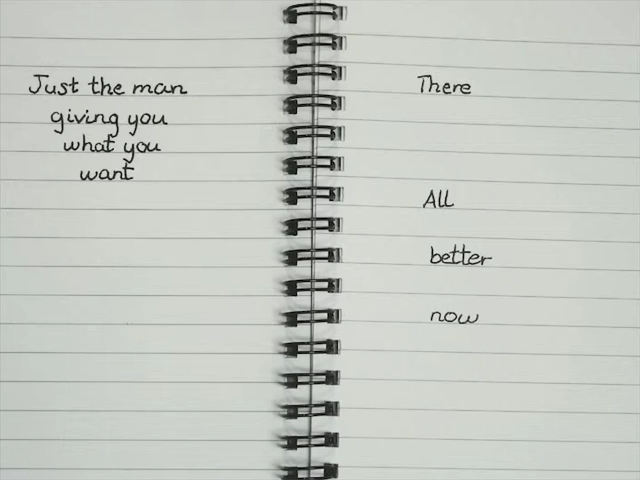 Just the man
giving you
what you
want
There
All
better
now